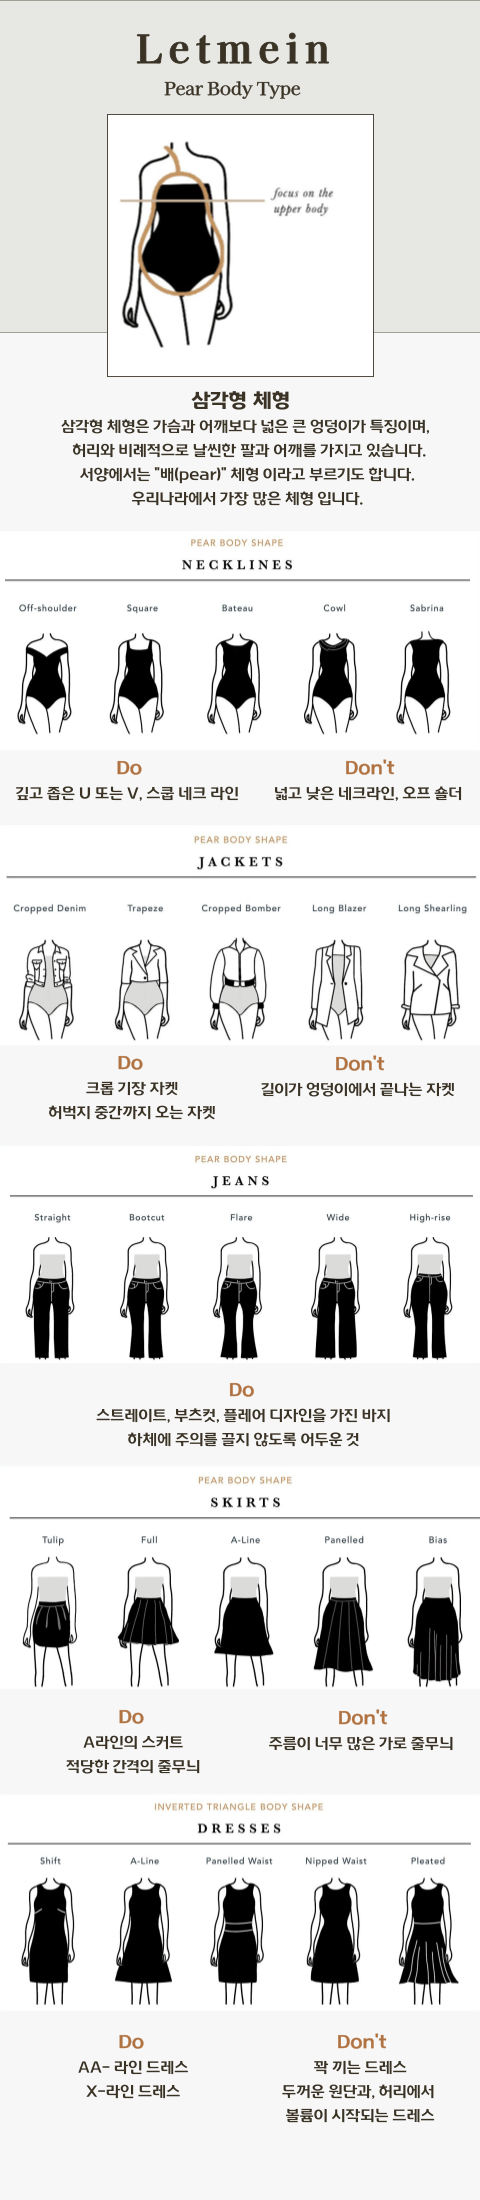 Letmein
Pear Body Type
focus on the
upper body
삼각형 체형
삼각형 체형은 가슴과 어깨보다 넓은 큰 엉덩이가 특징이며,
허리와 비례적으로 날씬한 팔과 어깨를 가지고 있습니다.
서양에서는 "배(pear)" 체형 이라고 부르기도 합니다.
우리나라에서 가장 많은 체형 입니다.
PEAR BODY SHAPE
NECKLINES
Off-shoulder Square Bateau Cowl Sabrina
Do Don't
깊고 좁은 U 또는 V, 스쿱 네크 라인 넓고 낮은 네크라인, 오프 숄더
PEAR BODY SHAPE
JACKETS
Cropped Denim Trapeze Cropped Bomber Long Blazer Long Shearling
Do Don't
크롭 기장 자켓 길이가 엉덩이에서 끝나는 자켓
허벅지 중간까지 오는 자켓
PEAR BODY SHAPE
JEANS
Straight Bootcut Flare Wide High-rise
Do
스트레이트, 부츠컷, 플레어 디자인을 가진 바지
하체에 주의를 끌지 않도록 어두운 것
PEAR BODY SHAPE
SKIRTS
Tulip Full A-Line Panelled Bias
Do Don't
A라인의 스커트 주름이 너무 많은 가로 줄무늬
적당한 간격의 줄무늬
INVERTED TRIANGLE BODY SHAPE
DRESSES
Shift A-Line Panelled Waist Nipped Waist Pleated
Do Don't
AA- 라인 드레스 꽉 끼는 드레스
X-라인 드레스 두꺼운 원단과, 허리에서
볼륨이 시작되는 드레스